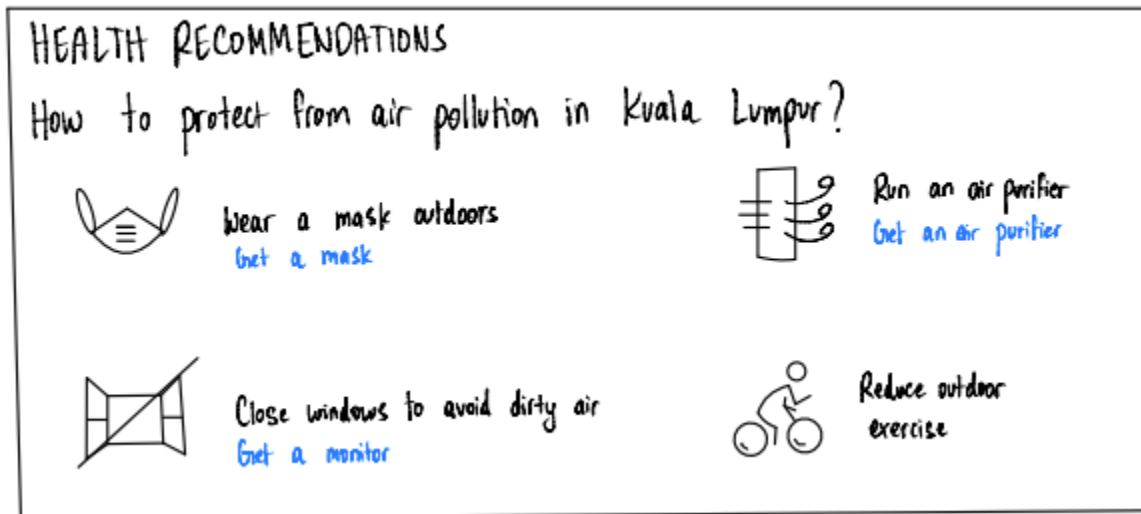 HEALTH RECOMMENDATIONS
How to protect from air pollution in Kuala Lumpur?
Wear a mask outdoors
Get a mask
Run an air purifier
Get an air purifier
Close windows to avoid dirty air
Get a monitor
Reduce outdoor
exercise